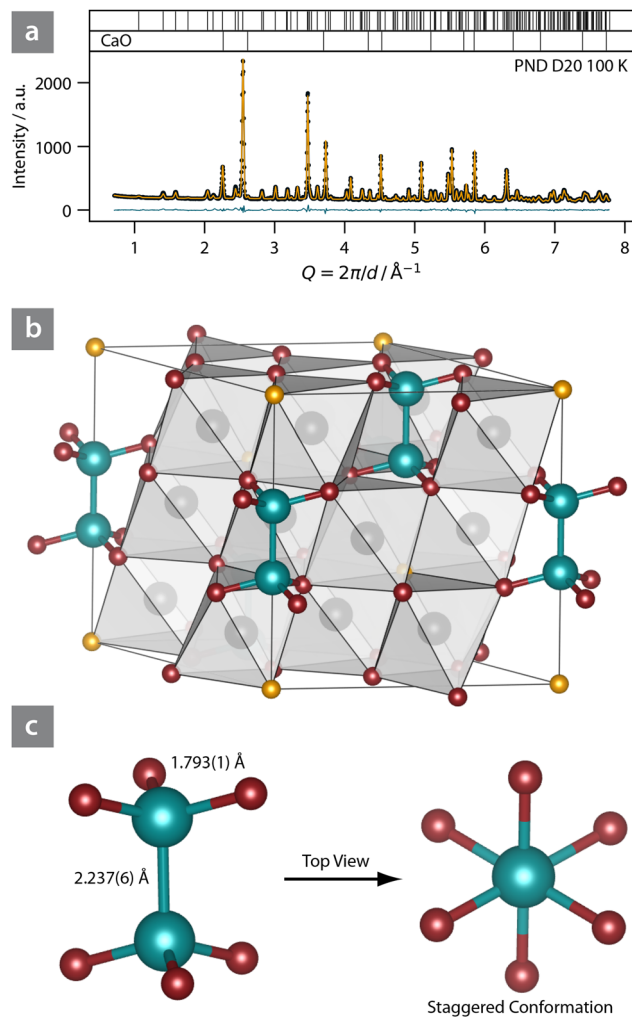 a
CaO
PND D20 100 K
Intensity / a.u.
2000
1000
0
1 2 3 4 5 6 7 8
Q = 2π/d / Å⁻¹
b
c
1.793(1) Å
2.237(6) Å
Top View
Staggered Conformation